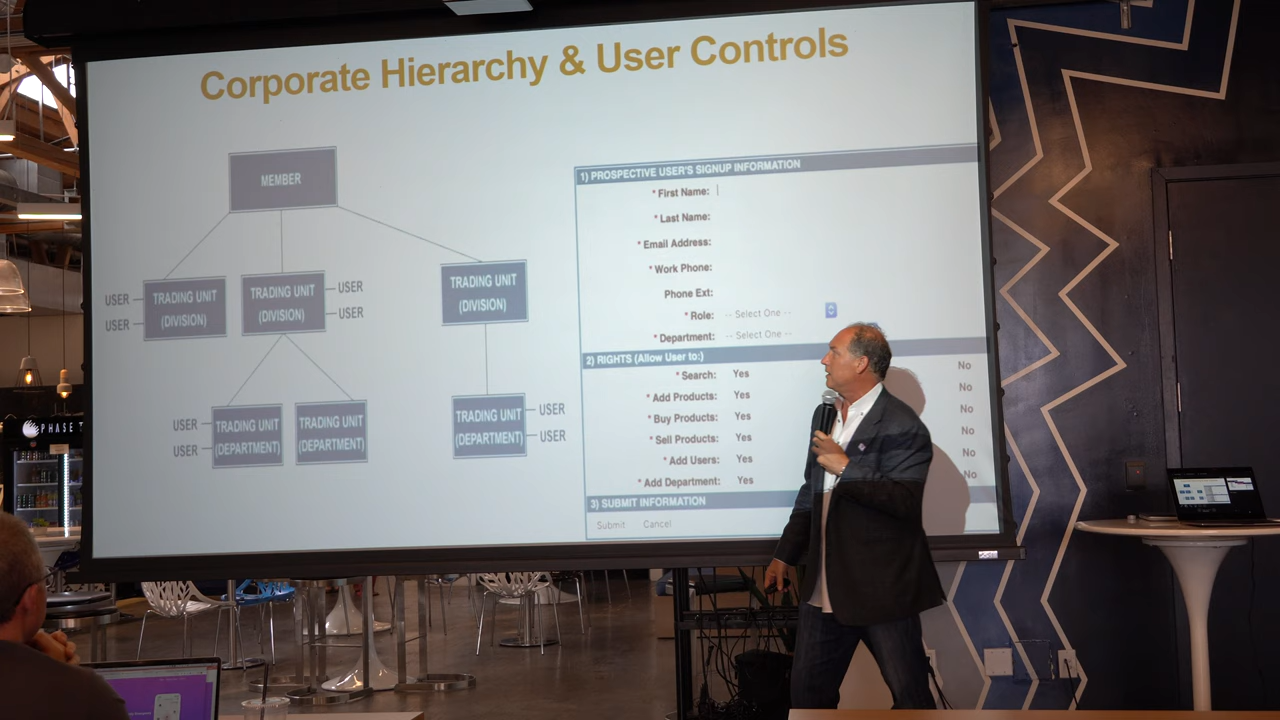 Corporate Hierarchy & User Controls
MEMBER
USER
USER
TRADING UNIT
(DIVISION)
TRADING UNIT
(DIVISION)
USER
USER
TRADING UNIT
(DIVISION)
USER
USER
TRADING UNIT
(DEPARTMENT)
TRADING UNIT
(DEPARTMENT)
TRADING UNIT
(DEPARTMENT)
USER
USER
1) PROSPECTIVE USER'S SIGNUP INFORMATION
* First Name:
* Last Name:
* Email Address:
* Work Phone:
Phone Ext:
* Role: -- Select One --
* Department: -- Select One --
2) RIGHTS (Allow User to:)
* Search: Yes No
* Add Products: Yes No
* Buy Products: Yes No
* Sell Products: Yes No
* Add Users: Yes No
* Add Department: Yes No
3) SUBMIT INFORMATION
Submit Cancel
PHASE